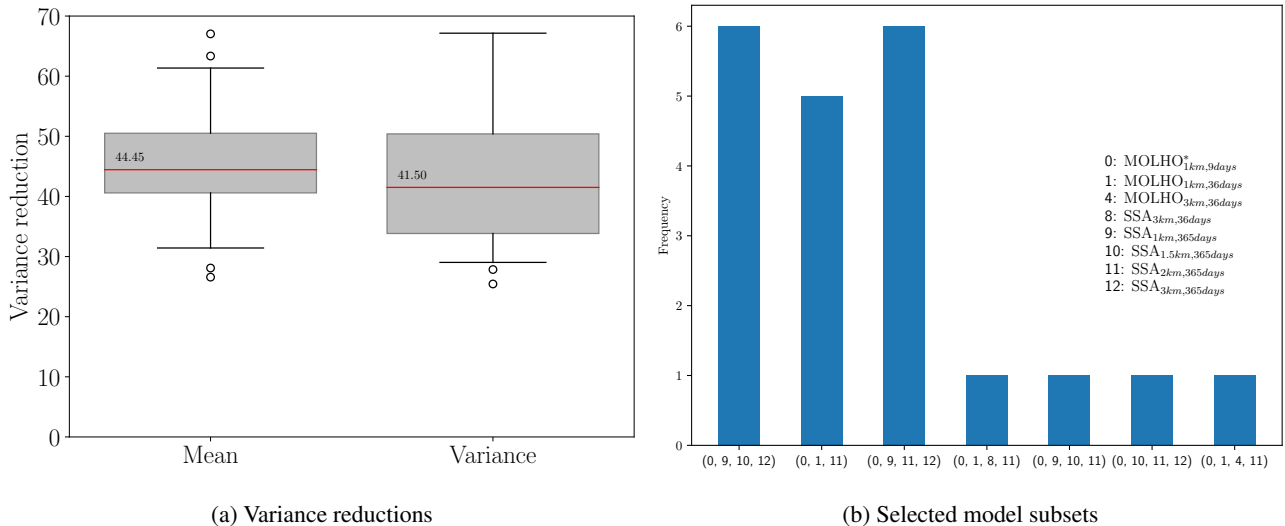 70
60
50
40
30
20
10
0
Variance reduction
44.45
41.50
Mean
Variance
(a) Variance reductions
6
5
4
3
2
1
0
Frequency
0: MOLHO*1km,9days
1: MOLHO1km,36days
4: MOLHO3km,36days
8: SSA3km,36days
9: SSA1km,365days
10: SSA1.5km,365days
11: SSA2km,365days
12: SSA3km,365days
(0, 9, 10, 12)
(0, 1, 11)
(0, 9, 11, 12)
(0, 1, 8, 11)
(0, 9, 10, 11)
(0, 10, 11, 12)
(0, 1, 4, 11)
(b) Selected model subsets